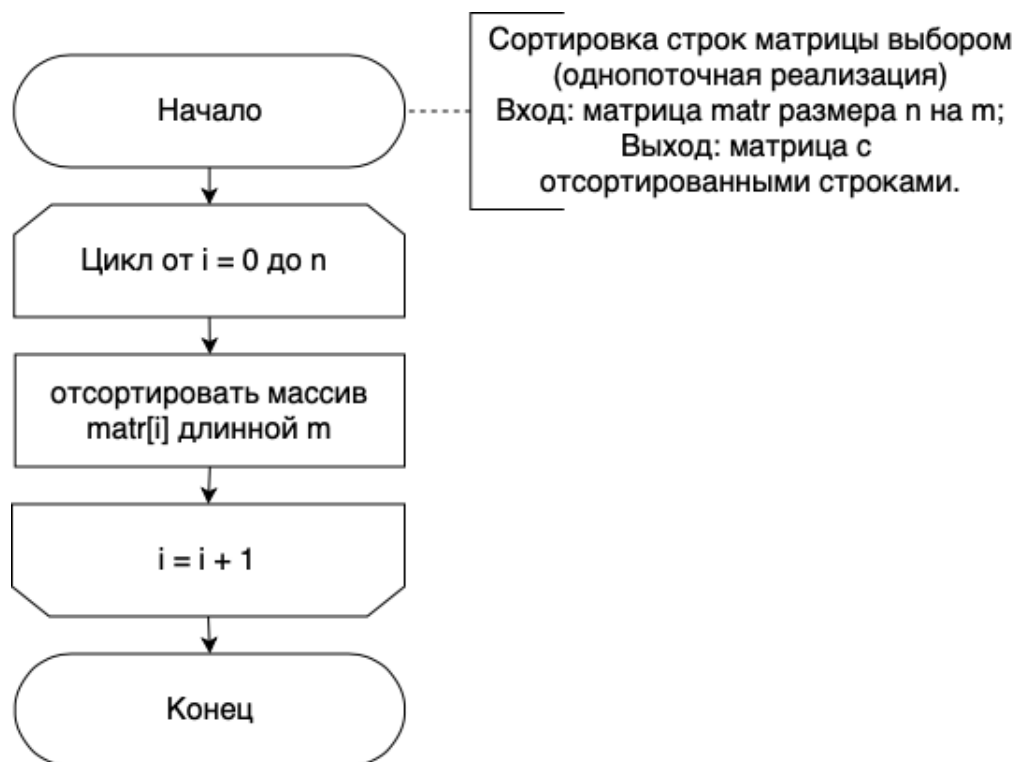 Начало
Сортировка строк матрицы выбором
(однопоточная реализация)
Вход: матрица matr размера n на m;
Выход: матрица с
отсортированными строками.
Цикл от i = 0 до n
отсортировать массив
matr[i] длинной m
i = i + 1
Конец